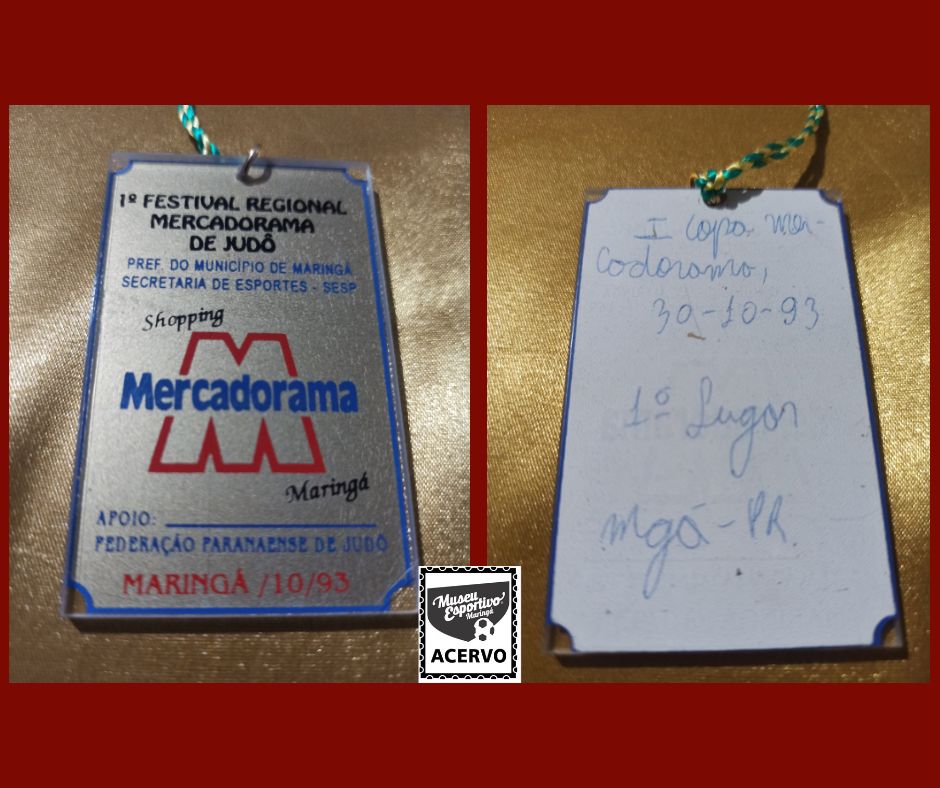 1º FESTIVAL REGIONAL
MERCADORAMA
DE JUDÔ
PREF. DO MUNICÍPIO DE MARINGÁ
SECRETARIA DE ESPORTES - SESP
Shopping
Mercadorama
Maringá
APOIO:
FEDERAÇÃO PARANAENSE DE JUDÔ
MARINGÁ /10/93
I Copa Mer-
cadorama,
30-10-93
1º Lugar
Mgá-PR.
Museu
Esportivo
Maringá
ACERVO